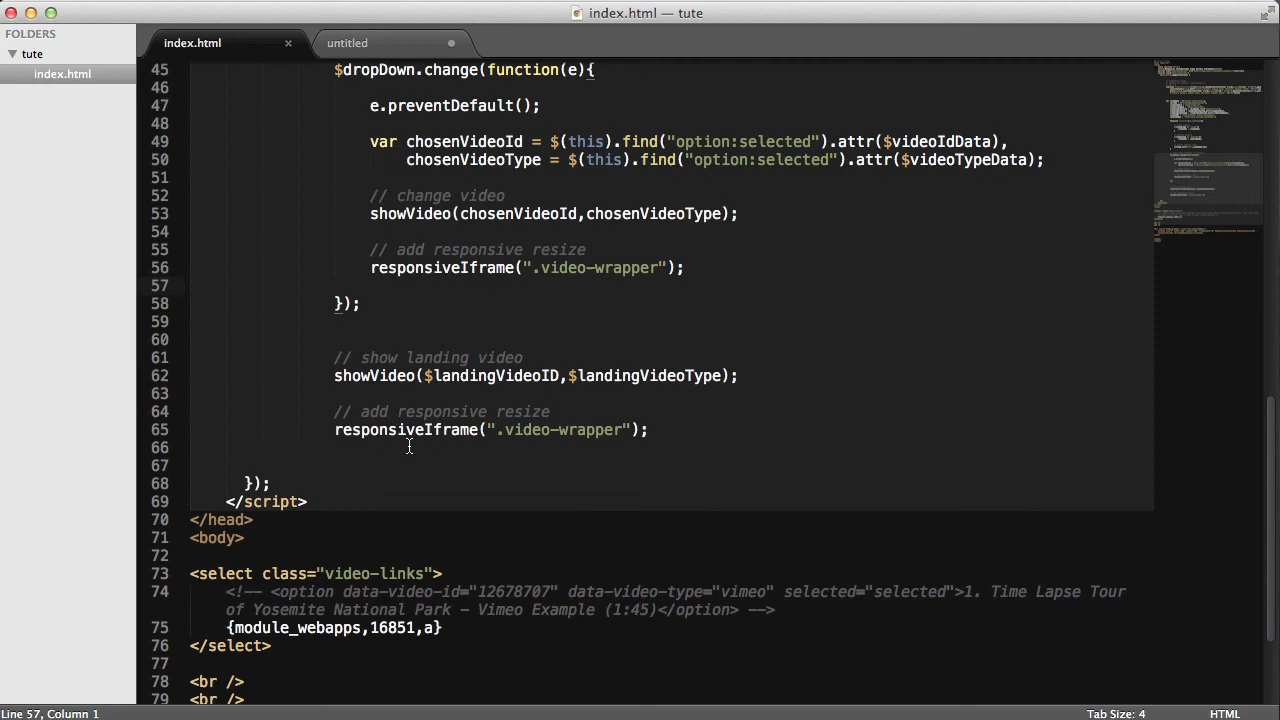 index.html — tute
FOLDERS
tute
index.html
index.html ×
untitled
45 $dropDown.change(function(e){
46
47 e.preventDefault();
48
49 var chosenVideoId = $(this).find("option:selected").attr($videoIdData),
50 chosenVideoType = $(this).find("option:selected").attr($videoTypeData);
51
52 // change video
53 showVideo(chosenVideoId,chosenVideoType);
54
55 // add responsive resize
56 responsiveIframe(".video-wrapper");
57
58 });
59
60
61 // show landing video
62 showVideo($landingVideoID,$landingVideoType);
63
64 // add responsive resize
65 responsiveIframe(".video-wrapper");
66
67
68 });
69 </script>
70 </head>
71 <body>
72
73 <select class="video-links">
74 <!-- <option data-video-id="12678707" data-video-type="vimeo" selected="selected">1. Time Lapse Tour
of Yosemite National Park - Vimeo Example (1:45)</option> -->
75 {module_webapps,16851,a}
76 </select>
77
78 <br />
79 <br />
Line 57, Column 1
Tab Size: 4
HTML